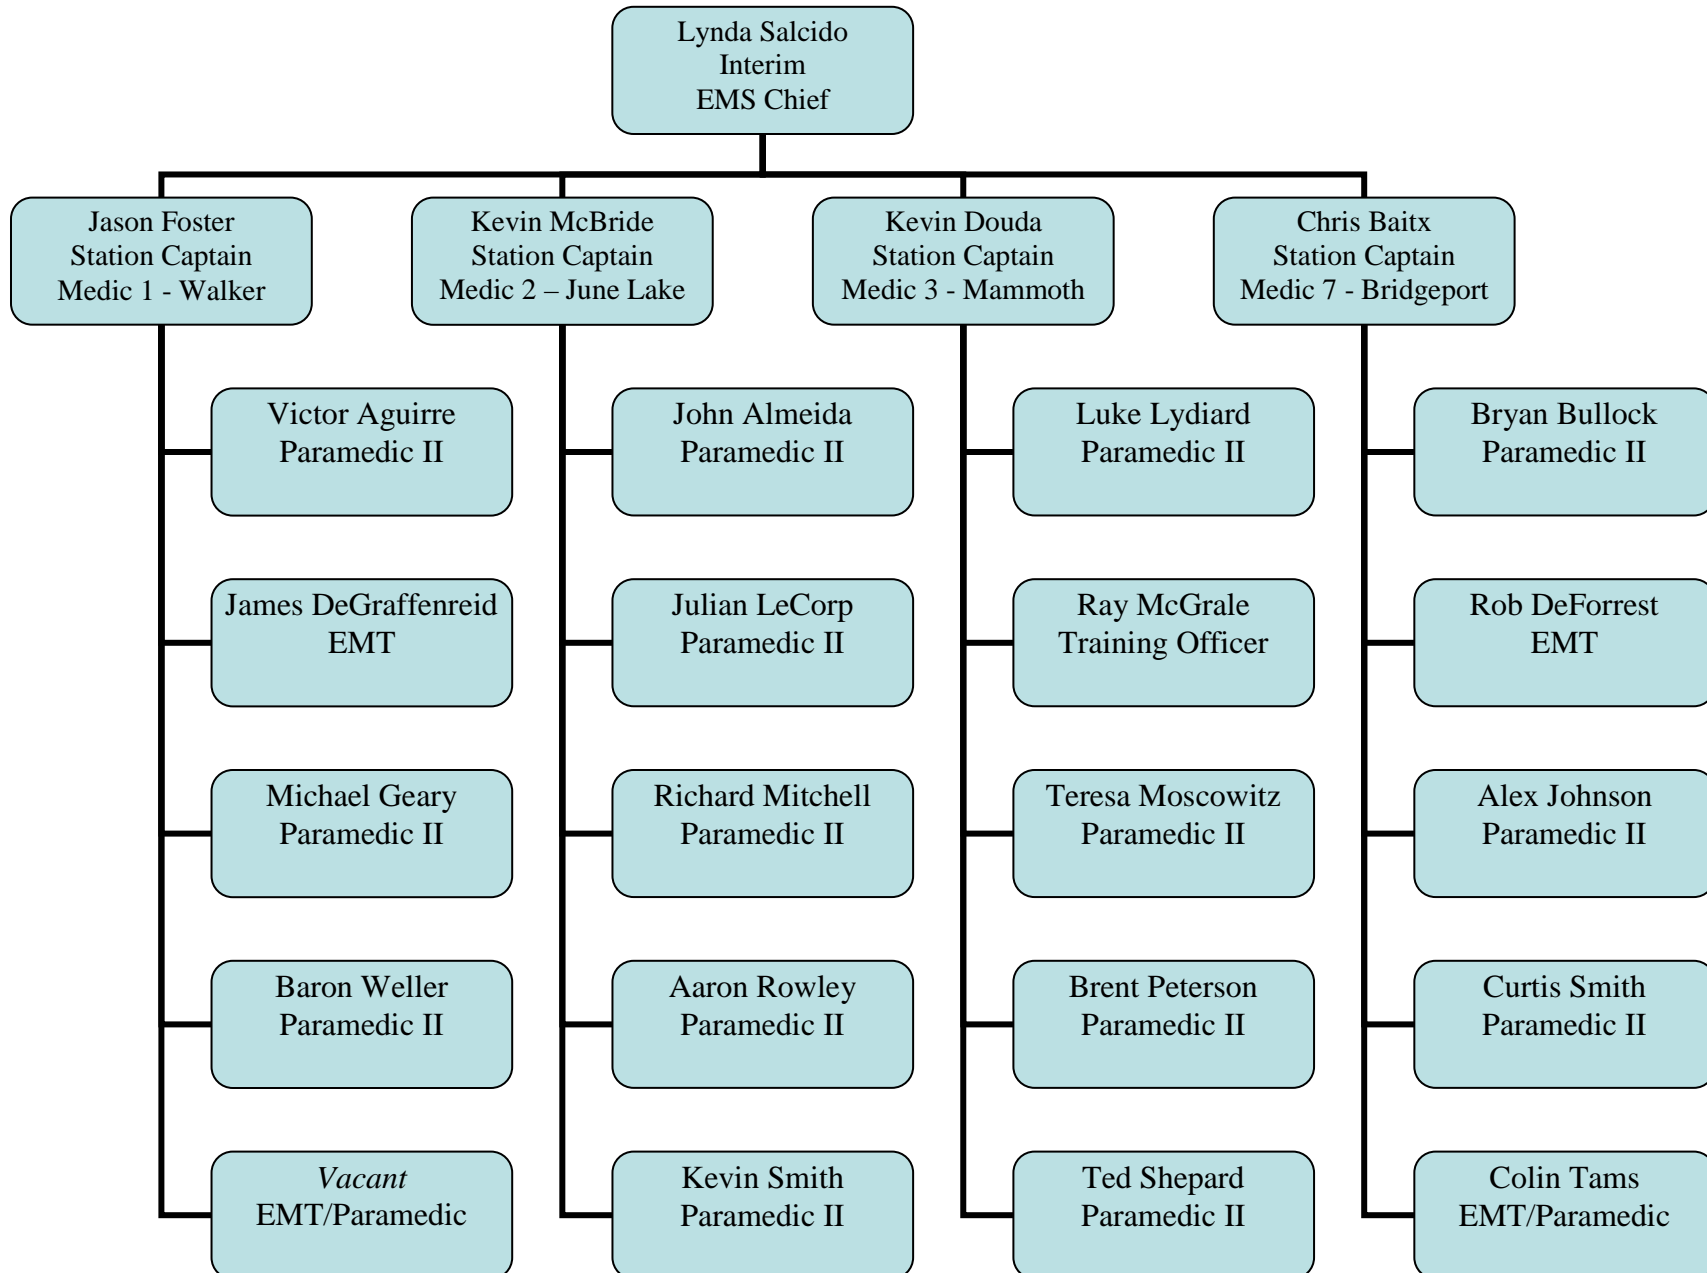 Lynda Salcido
Interim
EMS Chief
Jason Foster
Station Captain
Medic 1 - Walker
Kevin McBride
Station Captain
Medic 2 – June Lake
Kevin Douda
Station Captain
Medic 3 - Mammoth
Chris Baitx
Station Captain
Medic 7 - Bridgeport
Victor Aguirre
Paramedic II
John Almeida
Paramedic II
Luke Lydiard
Paramedic II
Bryan Bullock
Paramedic II
James DeGraffenreid
EMT
Julian LeCorp
Paramedic II
Ray McGrale
Training Officer
Rob DeForrest
EMT
Michael Geary
Paramedic II
Richard Mitchell
Paramedic II
Teresa Moscowitz
Paramedic II
Alex Johnson
Paramedic II
Baron Weller
Paramedic II
Aaron Rowley
Paramedic II
Brent Peterson
Paramedic II
Curtis Smith
Paramedic II
Vacant
EMT/Paramedic
Kevin Smith
Paramedic II
Ted Shepard
Paramedic II
Colin Tams
EMT/Paramedic